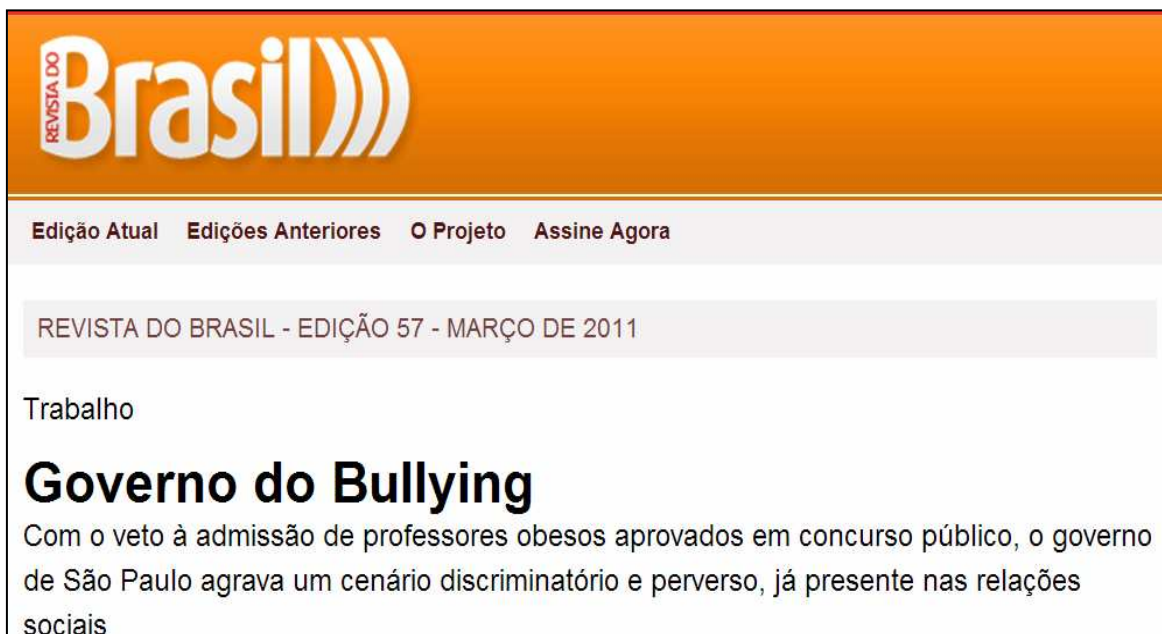 REVISTA DO
Brasil
Edição Atual Edições Anteriores O Projeto Assine Agora
REVISTA DO BRASIL - EDIÇÃO 57 - MARÇO DE 2011
Trabalho
Governo do Bullying
Com o veto à admissão de professores obesos aprovados em concurso público, o governo
de São Paulo agrava um cenário discriminatório e perverso, já presente nas relações
sociais